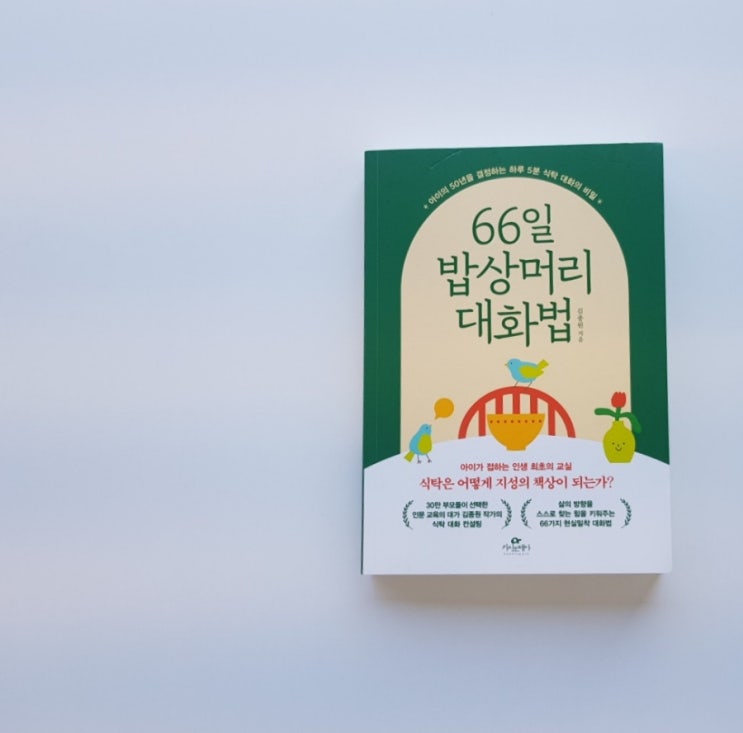 * 아이의 50년을 결정하는 하루 5분 식탁 대화의 비밀 *
66일
밥상머리
대화법
김종원 지음
아이가 접하는 인생 최초의 교실
식탁은 어떻게 지성의 책상이 되는가?
30만 부모들이 선택한
인문 교육의 대가 김종원 작가의
식탁 대화 컨설팅
삶의 방향을
스스로 찾는 힘을 키워주는
66가지 현실밀착 대화법